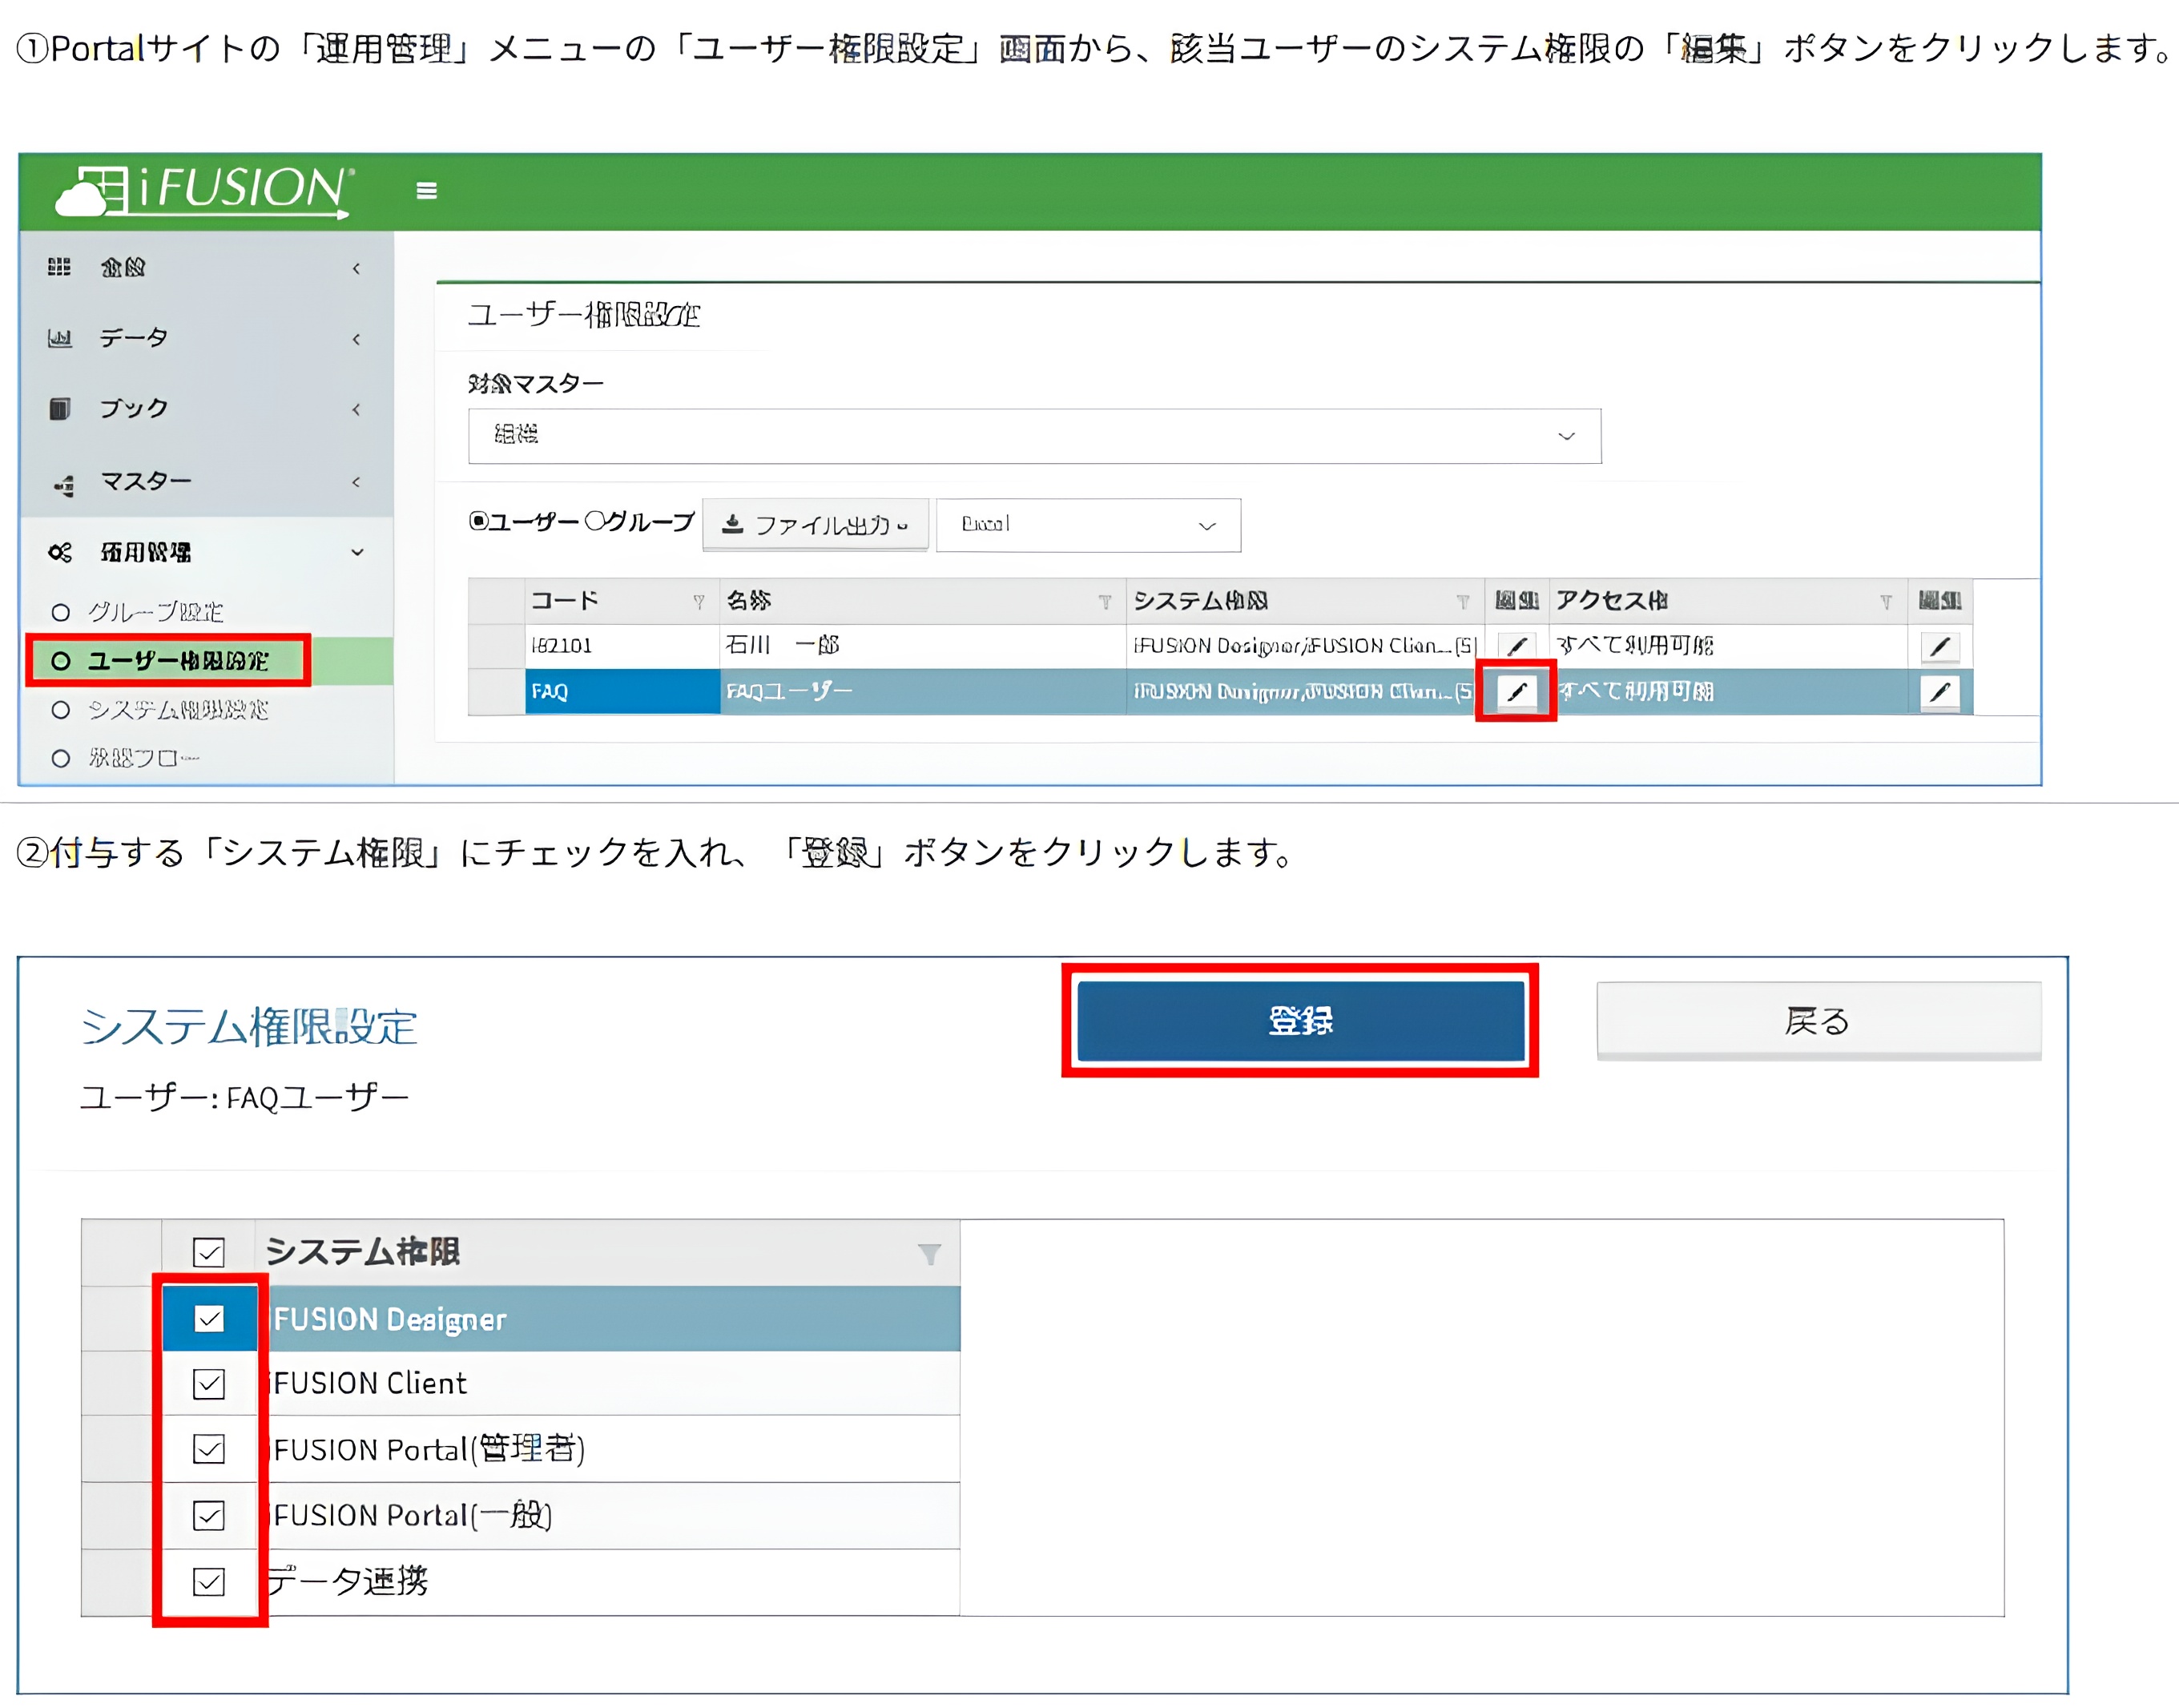 ①Portalサイトの「運用管理」メニューの「ユーザー権限設定」画面から、該当ユーザーのシステム権限の「編集」ボタンをクリックします。
iFUSION
全般
データ
ブック
マスター
運用管理
グループ設定
ユーザー権限設定
システム権限設定
承認フロー
ユーザー権限設定
対象マスター
組織
ユーザー グループ ファイル出力 Excel
コード 名称 システム権限 編集 アクセス権 編集
石川 一郎 iFUSION Designer/iFUSION Clien...(5) すべて利用可能
FAQ FAQユーザー iFUSION Designer/iFUSION Clien...(5 すべて利用可能
②付与する「システム権限」にチェックを入れ、「登録」ボタンをクリックします。
システム権限設定 登録 戻る
ユーザー: FAQユーザー
システム権限
iFUSION Designer
iFUSION Client
iFUSION Portal(管理者)
iFUSION Portal(一般)
データ連携